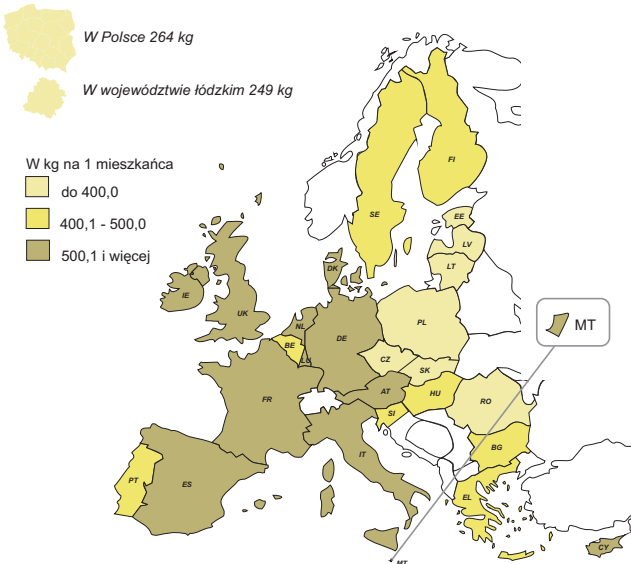 W Polsce 264 kg
W województwie łódzkim 249 kg
W kg na 1 mieszkańca
do 400,0
400,1 - 500,0
500,1 i więcej
FI
SE
EE
LV
LT
DK
IE
UK
NL
BE
LU
DE
PL
CZ
SK
AT
HU
SI
RO
BG
FR
IT
PT
ES
EL
CY
MT
MT